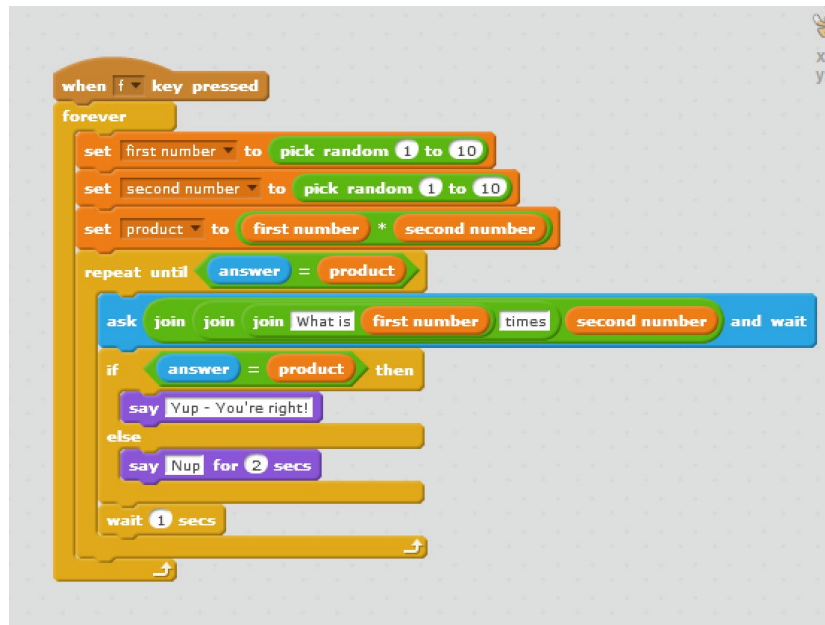 when f key pressed
forever
set first number to pick random 1 to 10
set second number to pick random 1 to 10
set product to first number * second number
repeat until answer = product
ask join join join What is first number times second number and wait
if answer = product then
say Yup - You're right!
else
say Nup for 2 secs
wait 1 secs
x
y